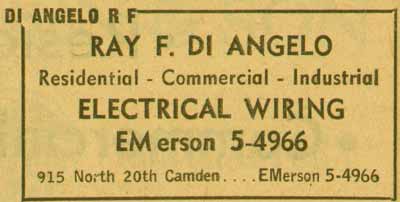 DI ANGELO R F
RAY F. DI ANGELO
Residential - Commercial - Industrial
ELECTRICAL WIRING
EMerson 5-4966
915 North 20th Camden....EMerson 5-4966